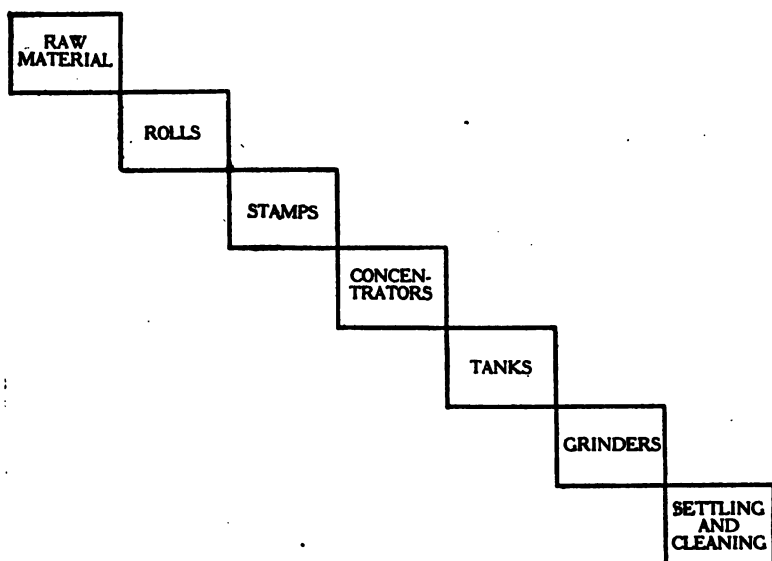 RAW
MATERIAL
ROLLS
STAMPS
CONCEN-
TRATORS
TANKS
GRINDERS
SETTLING
AND
CLEANING